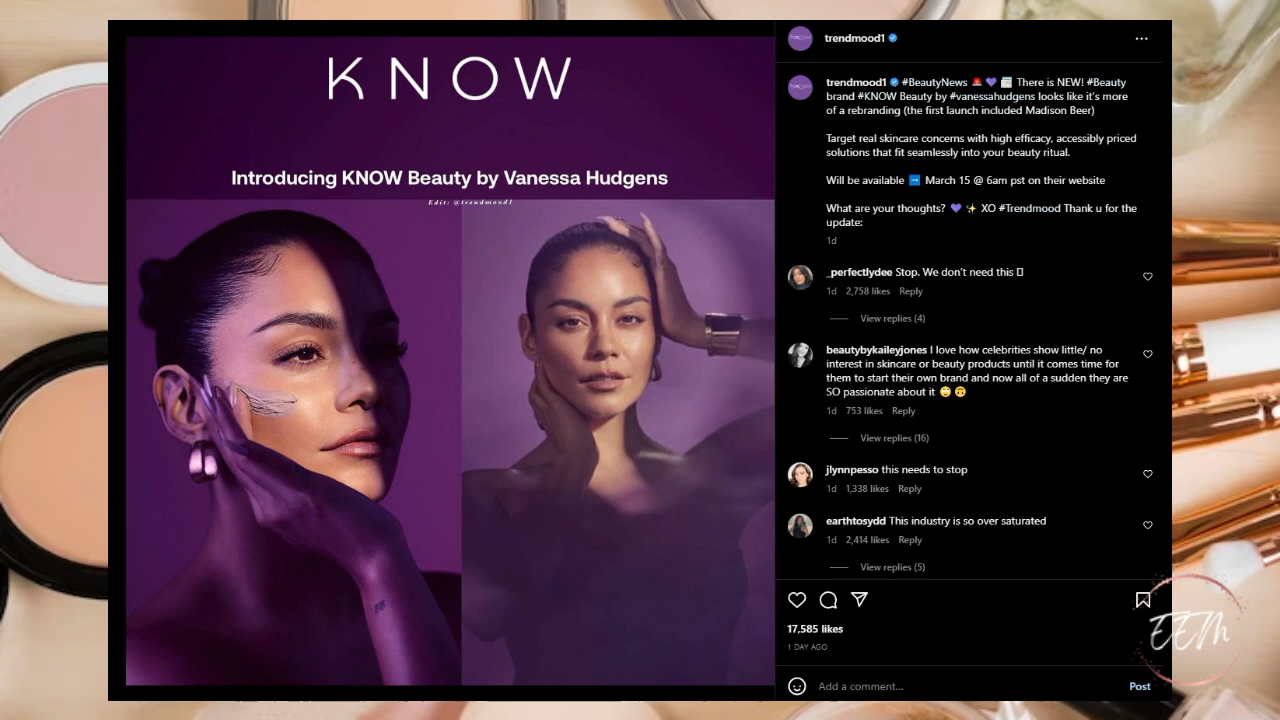 KNOW
Introducing KNOW Beauty by Vanessa Hudgens
Edit: @trendmood1
trendmood1
trendmood1 #BeautyNews 🚨 💜 🗓️ There is NEW! #Beauty
brand #KNOW Beauty by #vanessahudgens looks like it's more
of a rebranding (the first launch included Madison Beer)
Target real skincare concerns with high efficacy, accessibly priced
solutions that fit seamlessly into your beauty ritual.
Will be available ➡️ March 15 @ 6am pst on their website
What are your thoughts? 💜 ✨ XO #Trendmood Thank u for the
update:
1d
_perfectlydee Stop. We don't need this
1d 2,758 likes Reply
View replies (4)
beautybykaileyjones I love how celebrities show little/ no
interest in skincare or beauty products until it comes time for
them to start their own brand and now all of a sudden they are
SO passionate about it 🙄 🙃
1d 753 likes Reply
View replies (16)
jlynnpesso this needs to stop
1d 1,338 likes Reply
earthtosydd This industry is so over saturated
1d 2,414 likes Reply
View replies (5)
17,585 likes
1 DAY AGO
Add a comment...
Post
EEM